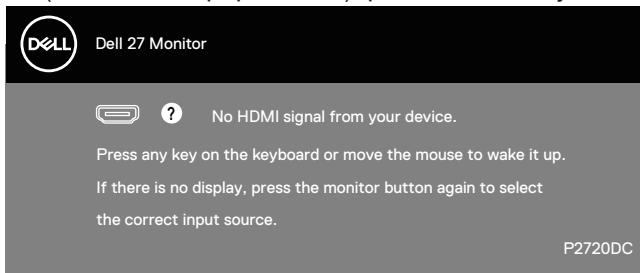 DELL
Dell 27 Monitor
? No HDMI signal from your device.
Press any key on the keyboard or move the mouse to wake it up.
If there is no display, press the monitor button again to select
the correct input source.
P2720DC